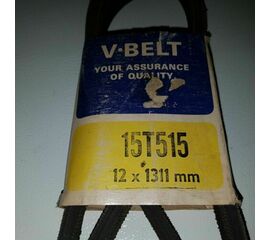 V·BELT
YOUR ASSURANCE
OF QUALITY
15T515
12 x 1311 mm